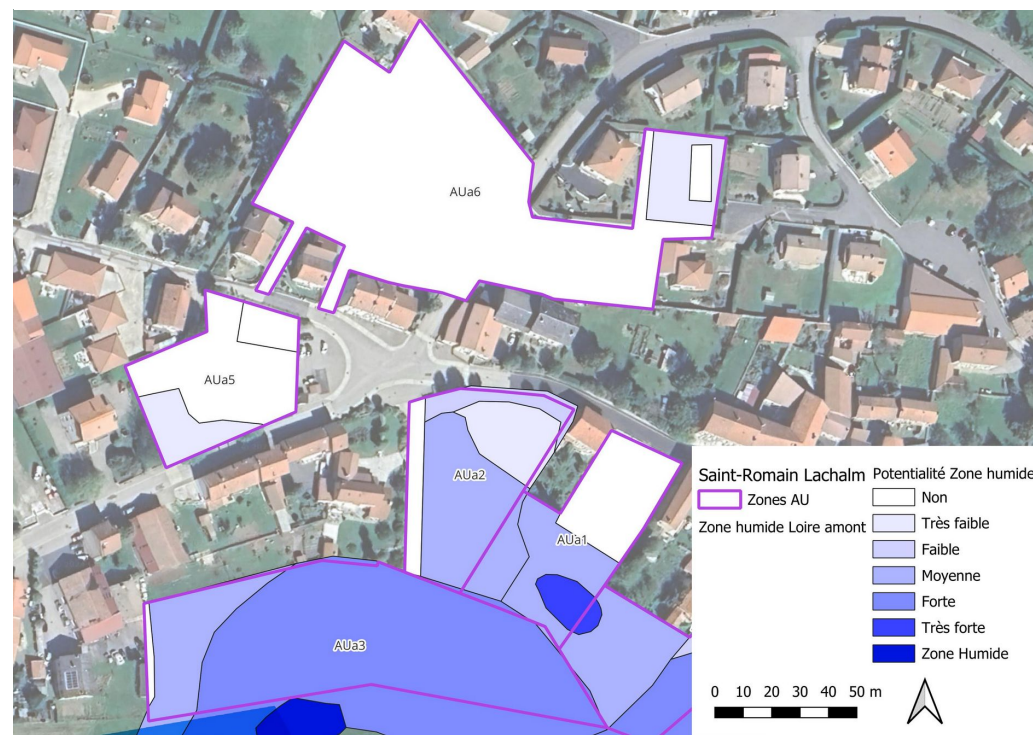 AUa6
AUa5
AUa2
AUa1
AUa3
Saint-Romain Lachalm
Zones AU
Zone humide Loire amont
Potentialité Zone humide
Non
Très faible
Faible
Moyenne
Forte
Très forte
Zone Humide
0 10 20 30 40 50 m